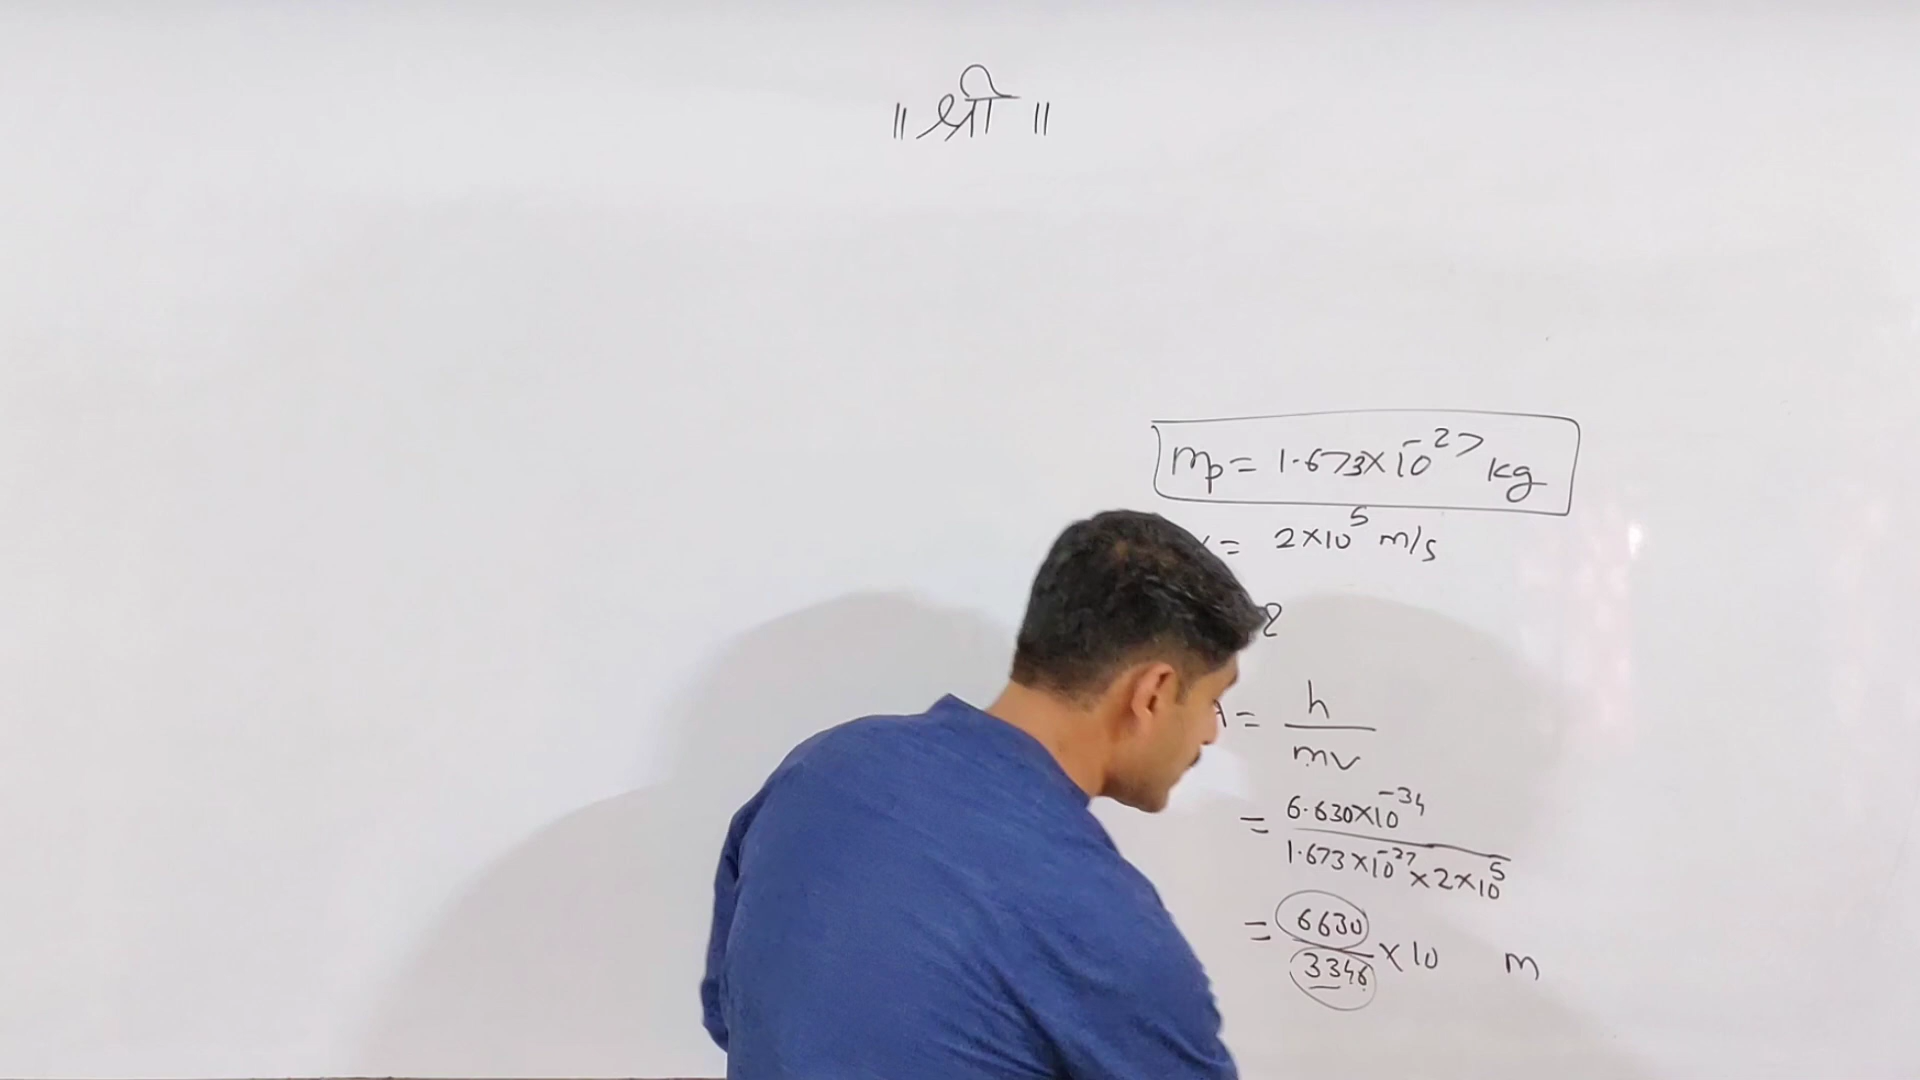 ॥ श्री ॥
mp = 1.673×10⁻²⁷ kg
= 2×10⁵ m/s
= h / mv
= 6.630×10⁻³⁴ / 1.673×10⁻²⁷×2×10⁵
= 6630 / 3346 ×10 m